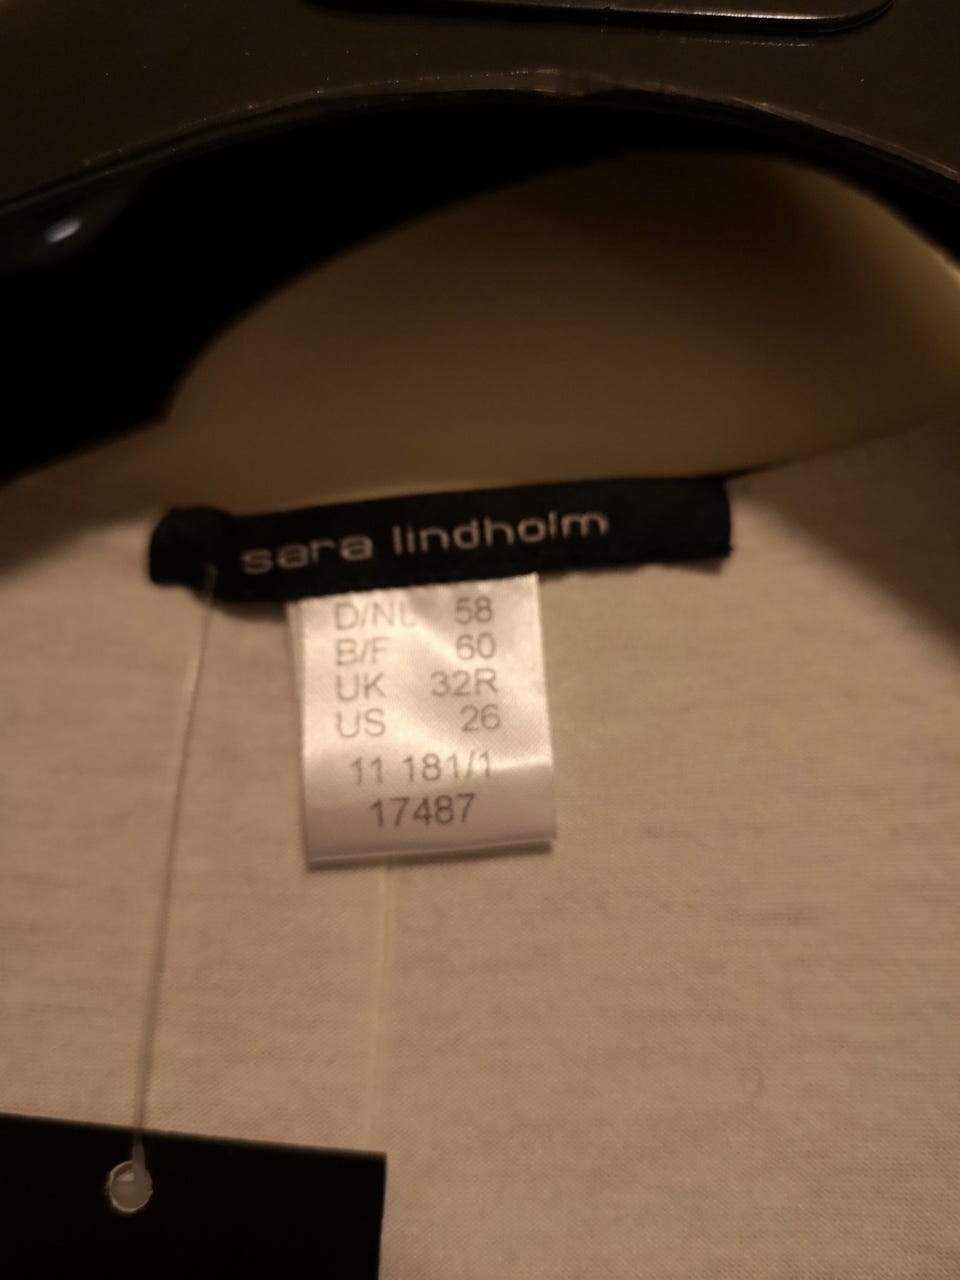 sara lindholm
D/NL 58
B/F 60
UK 32R
US 26
11 181/1
17487